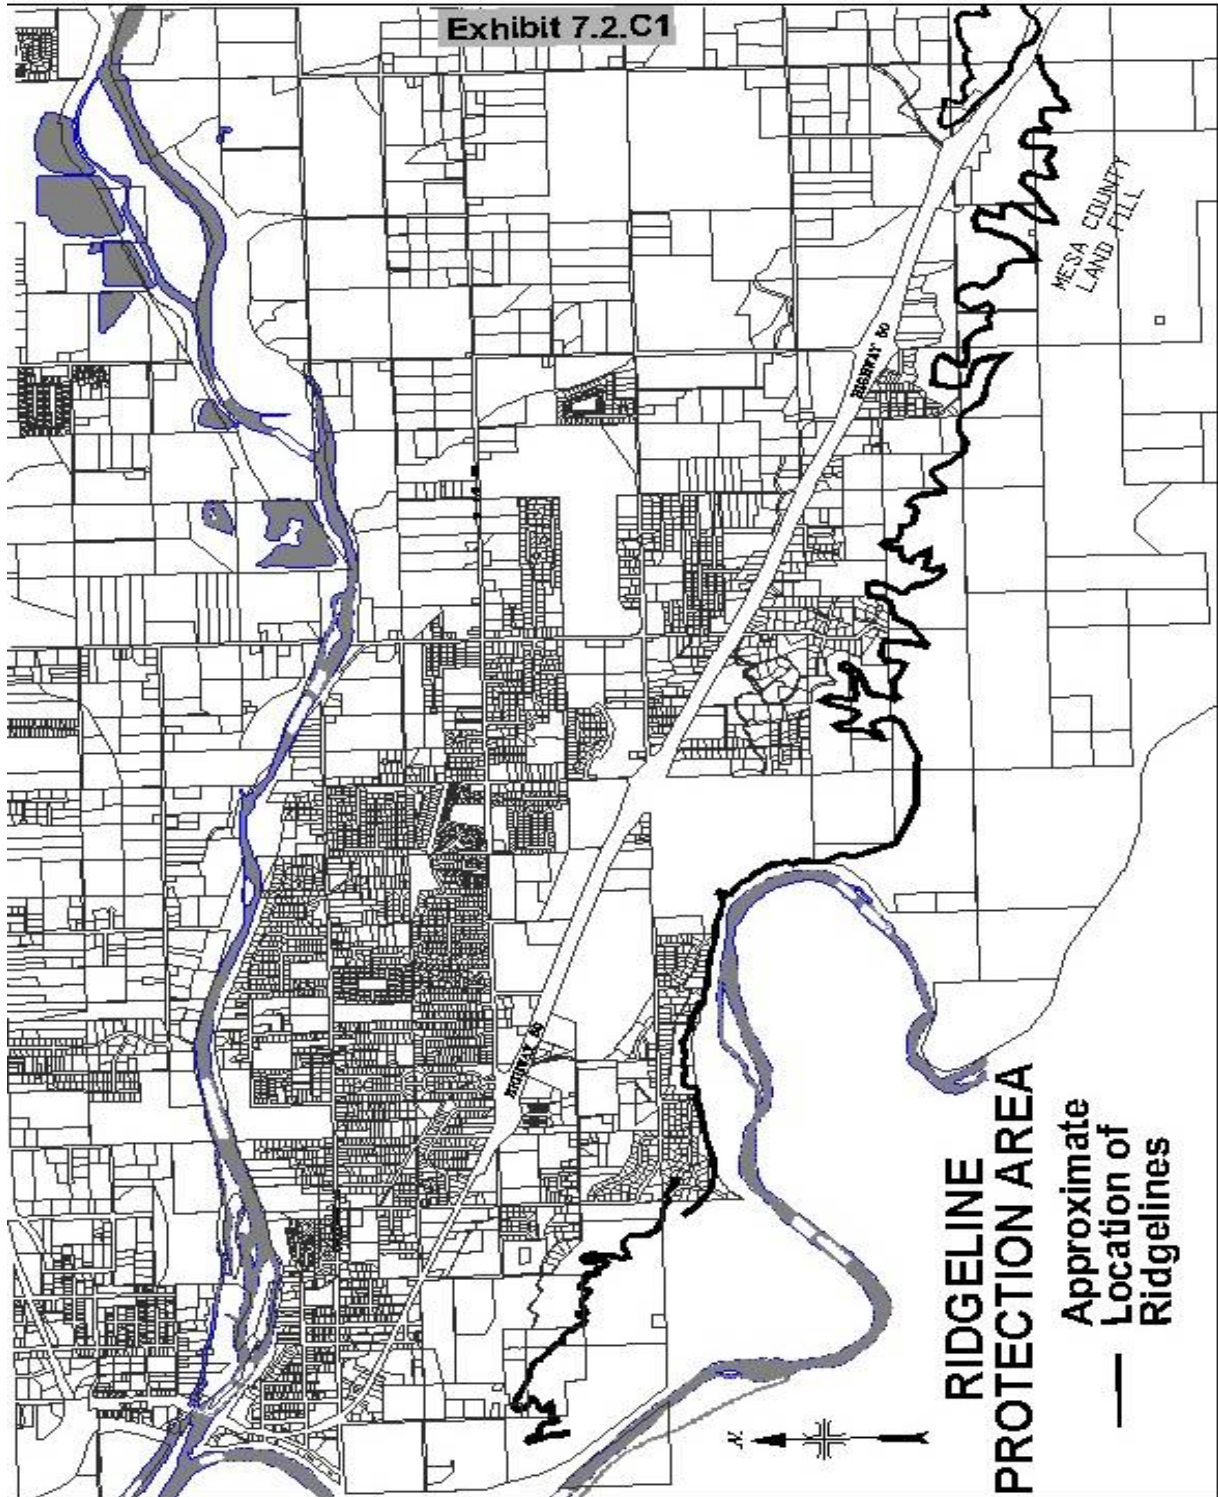 Exhibit 7.2.C1
MESA COUNTY
LAND FILL
HIGHWAY 50
HIGHWAY 50
N
RIDGELINE
PROTECTION AREA
Approximate
Location of
Ridgelines